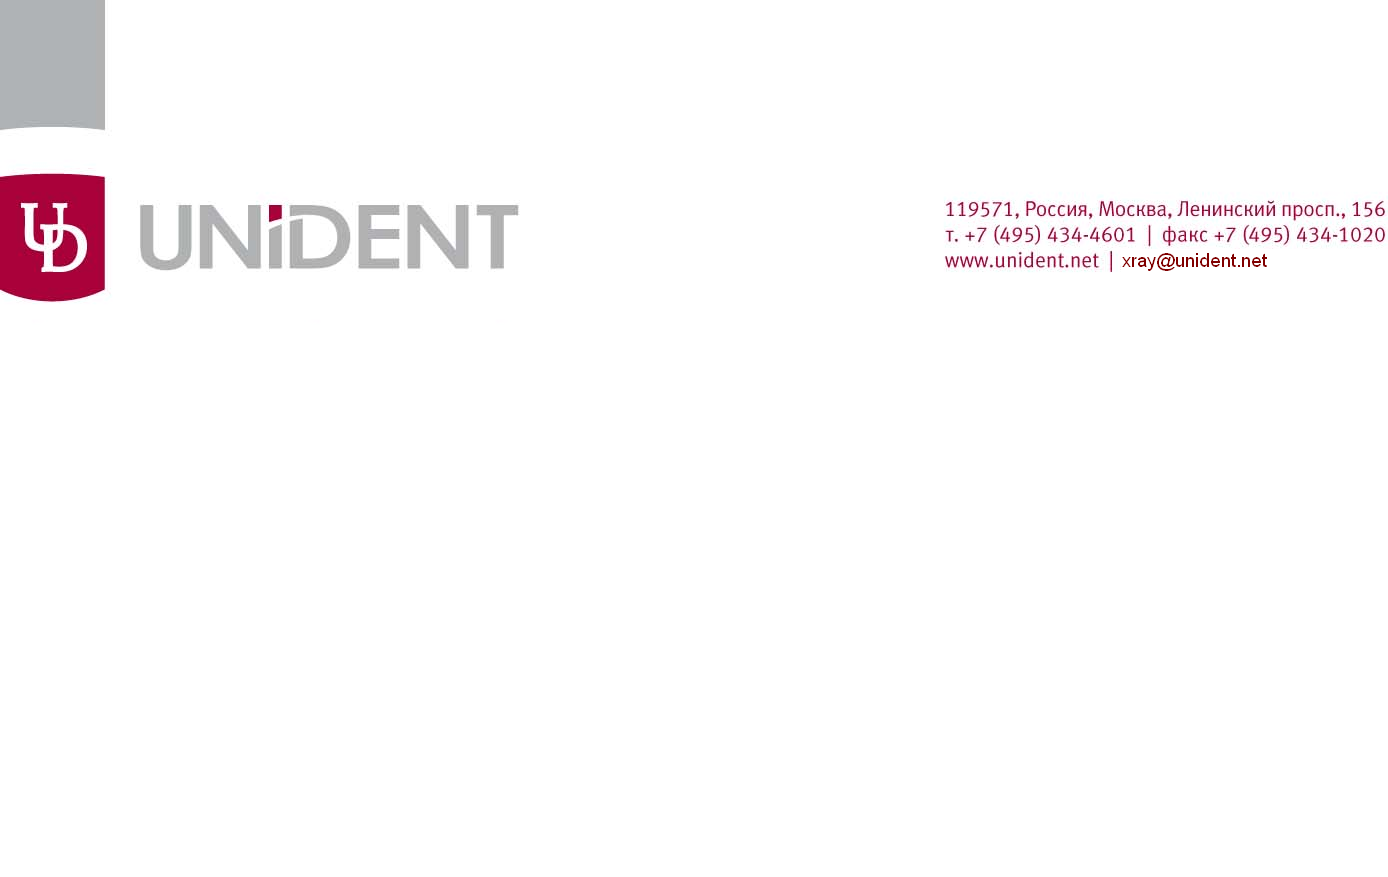 UD
UNiDENT
119571, Россия, Москва, Ленинский просп., 156
т. +7 (495) 434-4601 | факс +7 (495) 434-1020
www.unident.net | xray@unident.net